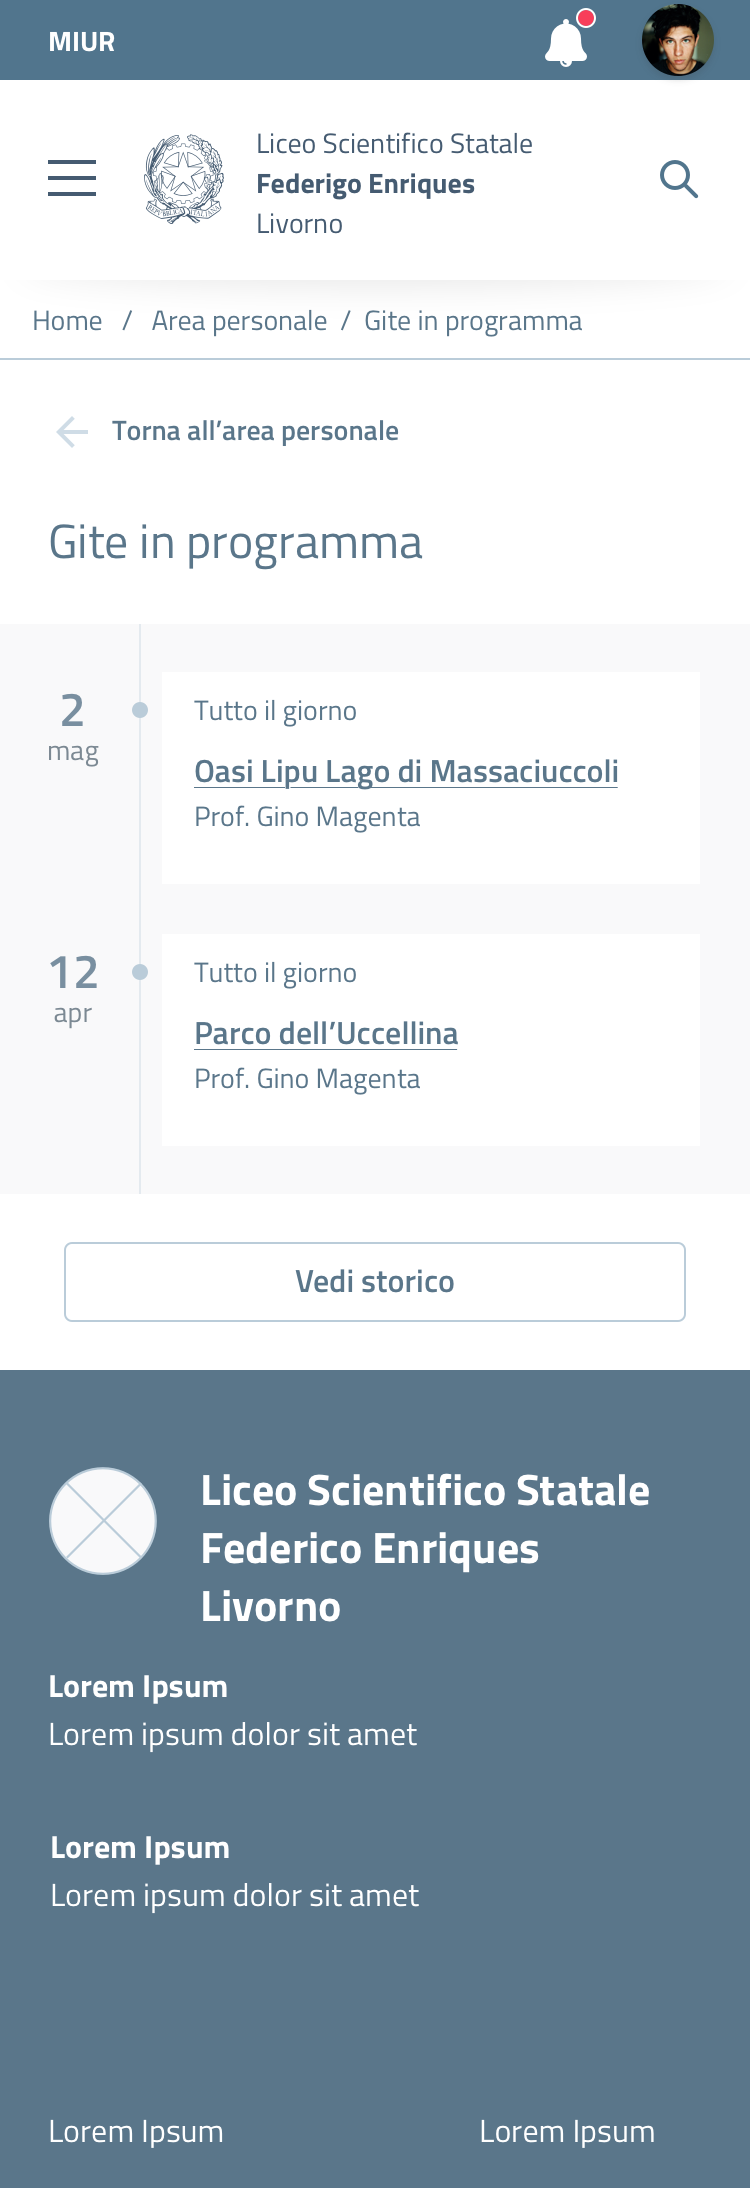 MIUR
REPVBBLICA ITALIANA
Liceo Scientifico Statale
Federigo Enriques
Livorno
Home / Area personale / Gite in programma
Torna all’area personale
Gite in programma
2
mag
Tutto il giorno
Oasi Lipu Lago di Massaciuccoli
Prof. Gino Magenta
12
apr
Tutto il giorno
Parco dell’Uccellina
Prof. Gino Magenta
Vedi storico
Liceo Scientifico Statale
Federico Enriques
Livorno
Lorem Ipsum
Lorem ipsum dolor sit amet
Lorem Ipsum
Lorem ipsum dolor sit amet
Lorem Ipsum Lorem Ipsum